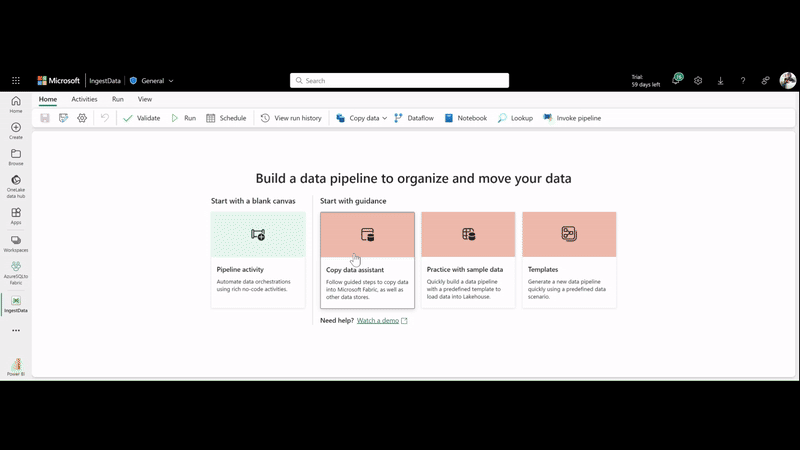 Microsoft IngestData General Search Trial: 59 days left ?
Home Activities Run View
Validate Run Schedule View run history Copy data Dataflow Notebook Lookup Invoke pipeline
Home
Create
Browse
OneLake
data hub
Apps
Workspaces
AzureSQLto
Fabric
IngestData
Power BI
Build a data pipeline to organize and move your data
Start with a blank canvas
Pipeline activity
Automate data orchestrations
using rich no-code activities.
Start with guidance
Copy data assistant
Follow guided steps to copy data
into Microsoft Fabric, as well as
other data stores.
Practice with sample data
Quickly build a data pipeline
with a predefined template to
load data into Lakehouse.
Templates
Generate a new data pipeline
quickly using a predefined data
scenario.
Need help? Watch a demo